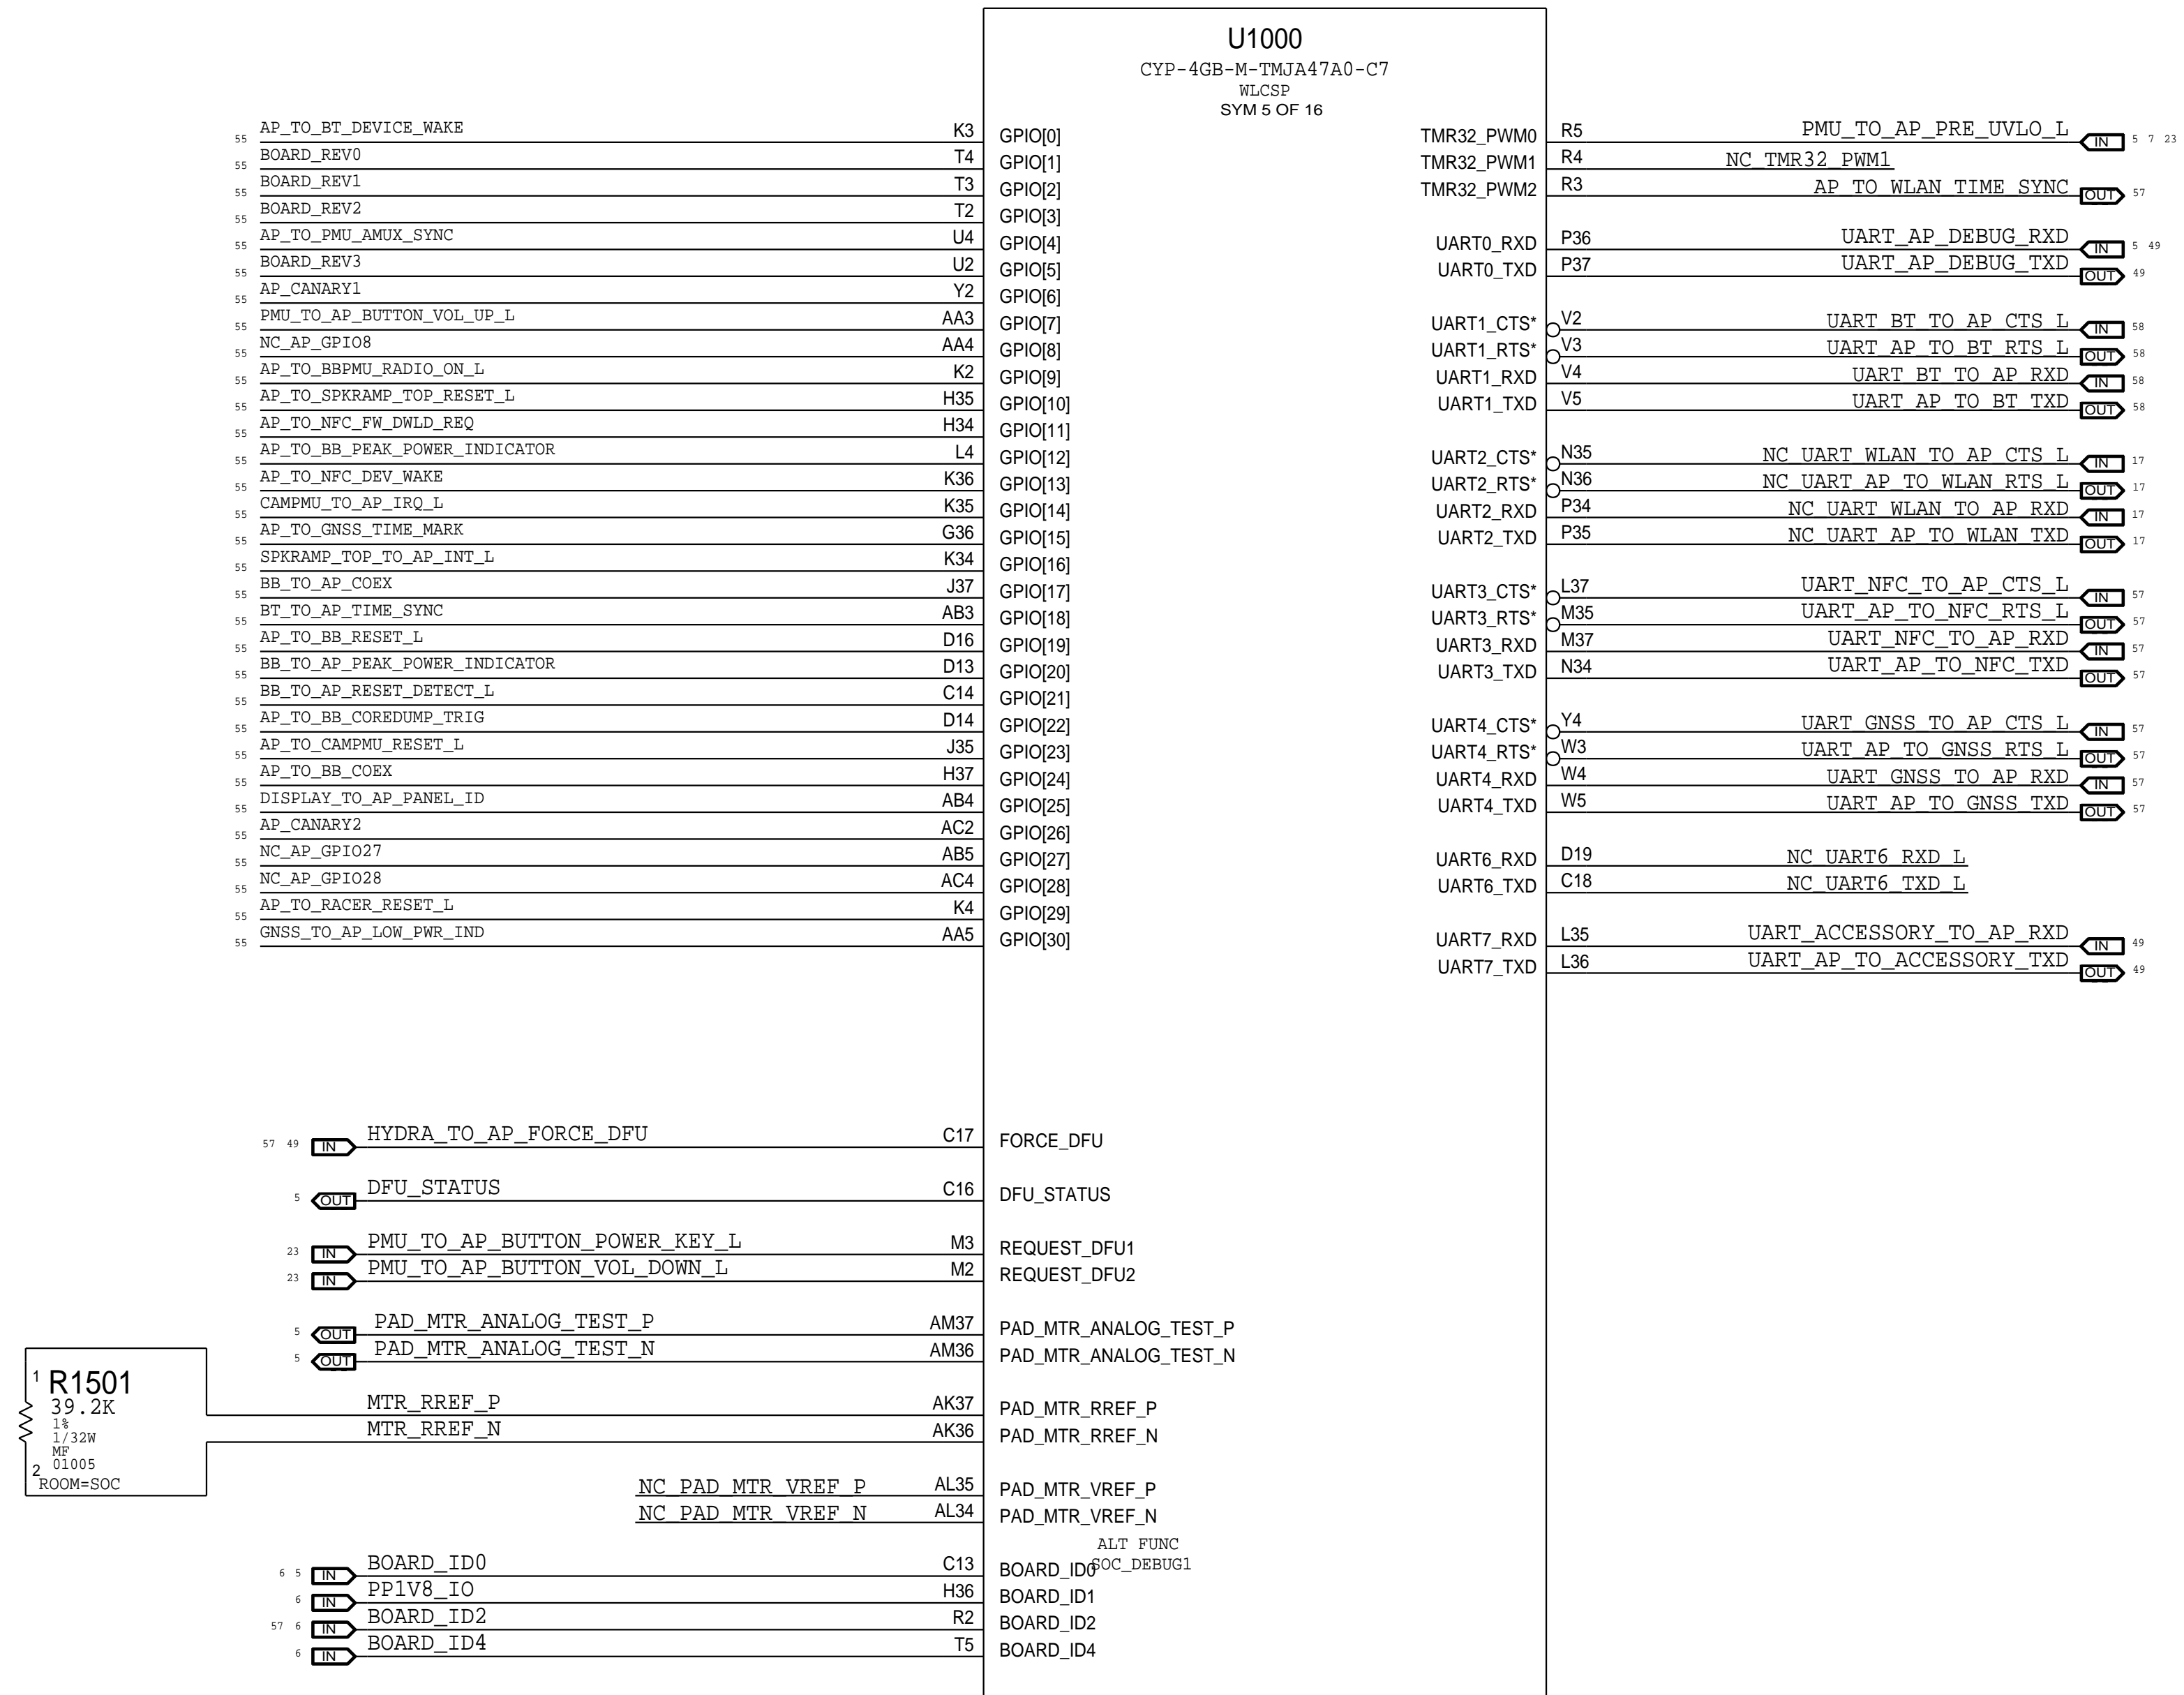 U1000
CYP-4GB-M-TMJA47A0-C7
WLCSP
SYM 5 OF 16
55 AP_TO_BT_DEVICE_WAKE K3 GPIO[0]
55 BOARD_REV0 T4 GPIO[1]
55 BOARD_REV1 T3 GPIO[2]
55 BOARD_REV2 T2 GPIO[3]
55 AP_TO_PMU_AMUX_SYNC U4 GPIO[4]
55 BOARD_REV3 U2 GPIO[5]
55 AP_CANARY1 Y2 GPIO[6]
55 PMU_TO_AP_BUTTON_VOL_UP_L AA3 GPIO[7]
55 NC_AP_GPIO8 AA4 GPIO[8]
55 AP_TO_BBPMU_RADIO_ON_L K2 GPIO[9]
55 AP_TO_SPKRAMP_TOP_RESET_L H35 GPIO[10]
55 AP_TO_NFC_FW_DWLD_REQ H34 GPIO[11]
55 AP_TO_BB_PEAK_POWER_INDICATOR L4 GPIO[12]
55 AP_TO_NFC_DEV_WAKE K36 GPIO[13]
55 CAMPMU_TO_AP_IRQ_L K35 GPIO[14]
55 AP_TO_GNSS_TIME_MARK G36 GPIO[15]
55 SPKRAMP_TOP_TO_AP_INT_L K34 GPIO[16]
55 BB_TO_AP_COEX J37 GPIO[17]
55 BT_TO_AP_TIME_SYNC AB3 GPIO[18]
55 AP_TO_BB_RESET_L D16 GPIO[19]
55 BB_TO_AP_PEAK_POWER_INDICATOR D13 GPIO[20]
55 BB_TO_AP_RESET_DETECT_L C14 GPIO[21]
55 AP_TO_BB_COREDUMP_TRIG D14 GPIO[22]
55 AP_TO_CAMPMU_RESET_L J35 GPIO[23]
55 AP_TO_BB_COEX H37 GPIO[24]
55 DISPLAY_TO_AP_PANEL_ID AB4 GPIO[25]
55 AP_CANARY2 AC2 GPIO[26]
55 NC_AP_GPIO27 AB5 GPIO[27]
55 NC_AP_GPIO28 AC4 GPIO[28]
55 AP_TO_RACER_RESET_L K4 GPIO[29]
55 GNSS_TO_AP_LOW_PWR_IND AA5 GPIO[30]
TMR32_PWM0 R5 PMU_TO_AP_PRE_UVLO_L IN 5 7 23
TMR32_PWM1 R4 NC_TMR32_PWM1
TMR32_PWM2 R3 AP_TO_WLAN_TIME_SYNC OUT 57
UART0_RXD P36 UART_AP_DEBUG_RXD IN 5 49
UART0_TXD P37 UART_AP_DEBUG_TXD OUT 49
UART1_CTS* V2 UART_BT_TO_AP_CTS_L IN 58
UART1_RTS* V3 UART_AP_TO_BT_RTS_L OUT 58
UART1_RXD V4 UART_BT_TO_AP_RXD IN 58
UART1_TXD V5 UART_AP_TO_BT_TXD OUT 58
UART2_CTS* N35 NC_UART_WLAN_TO_AP_CTS_L IN 17
UART2_RTS* N36 NC_UART_AP_TO_WLAN_RTS_L OUT 17
UART2_RXD P34 NC_UART_WLAN_TO_AP_RXD IN 17
UART2_TXD P35 NC_UART_AP_TO_WLAN_TXD OUT 17
UART3_CTS* L37 UART_NFC_TO_AP_CTS_L IN 57
UART3_RTS* M35 UART_AP_TO_NFC_RTS_L OUT 57
UART3_RXD M37 UART_NFC_TO_AP_RXD IN 57
UART3_TXD N34 UART_AP_TO_NFC_TXD OUT 57
UART4_CTS* Y4 UART_GNSS_TO_AP_CTS_L IN 57
UART4_RTS* W3 UART_AP_TO_GNSS_RTS_L OUT 57
UART4_RXD W4 UART_GNSS_TO_AP_RXD IN 57
UART4_TXD W5 UART_AP_TO_GNSS_TXD OUT 57
UART6_RXD D19 NC_UART6_RXD_L
UART6_TXD C18 NC_UART6_TXD_L
UART7_RXD L35 UART_ACCESSORY_TO_AP_RXD IN 49
UART7_TXD L36 UART_AP_TO_ACCESSORY_TXD OUT 49
57 49 IN HYDRA_TO_AP_FORCE_DFU C17 FORCE_DFU
5 OUT DFU_STATUS C16 DFU_STATUS
23 IN PMU_TO_AP_BUTTON_POWER_KEY_L M3 REQUEST_DFU1
23 IN PMU_TO_AP_BUTTON_VOL_DOWN_L M2 REQUEST_DFU2
5 OUT PAD_MTR_ANALOG_TEST_P AM37 PAD_MTR_ANALOG_TEST_P
5 OUT PAD_MTR_ANALOG_TEST_N AM36 PAD_MTR_ANALOG_TEST_N
1 R1501
39.2K
1%
1/32W
MF
01005
2
ROOM=SOC
MTR_RREF_P AK37 PAD_MTR_RREF_P
MTR_RREF_N AK36 PAD_MTR_RREF_N
NC_PAD_MTR_VREF_P AL35 PAD_MTR_VREF_P
NC_PAD_MTR_VREF_N AL34 PAD_MTR_VREF_N
ALT FUNC
SOC_DEBUG1
6 5 IN BOARD_ID0 C13 BOARD_ID0
6 IN PP1V8_IO H36 BOARD_ID1
57 6 IN BOARD_ID2 R2 BOARD_ID2
6 IN BOARD_ID4 T5 BOARD_ID4